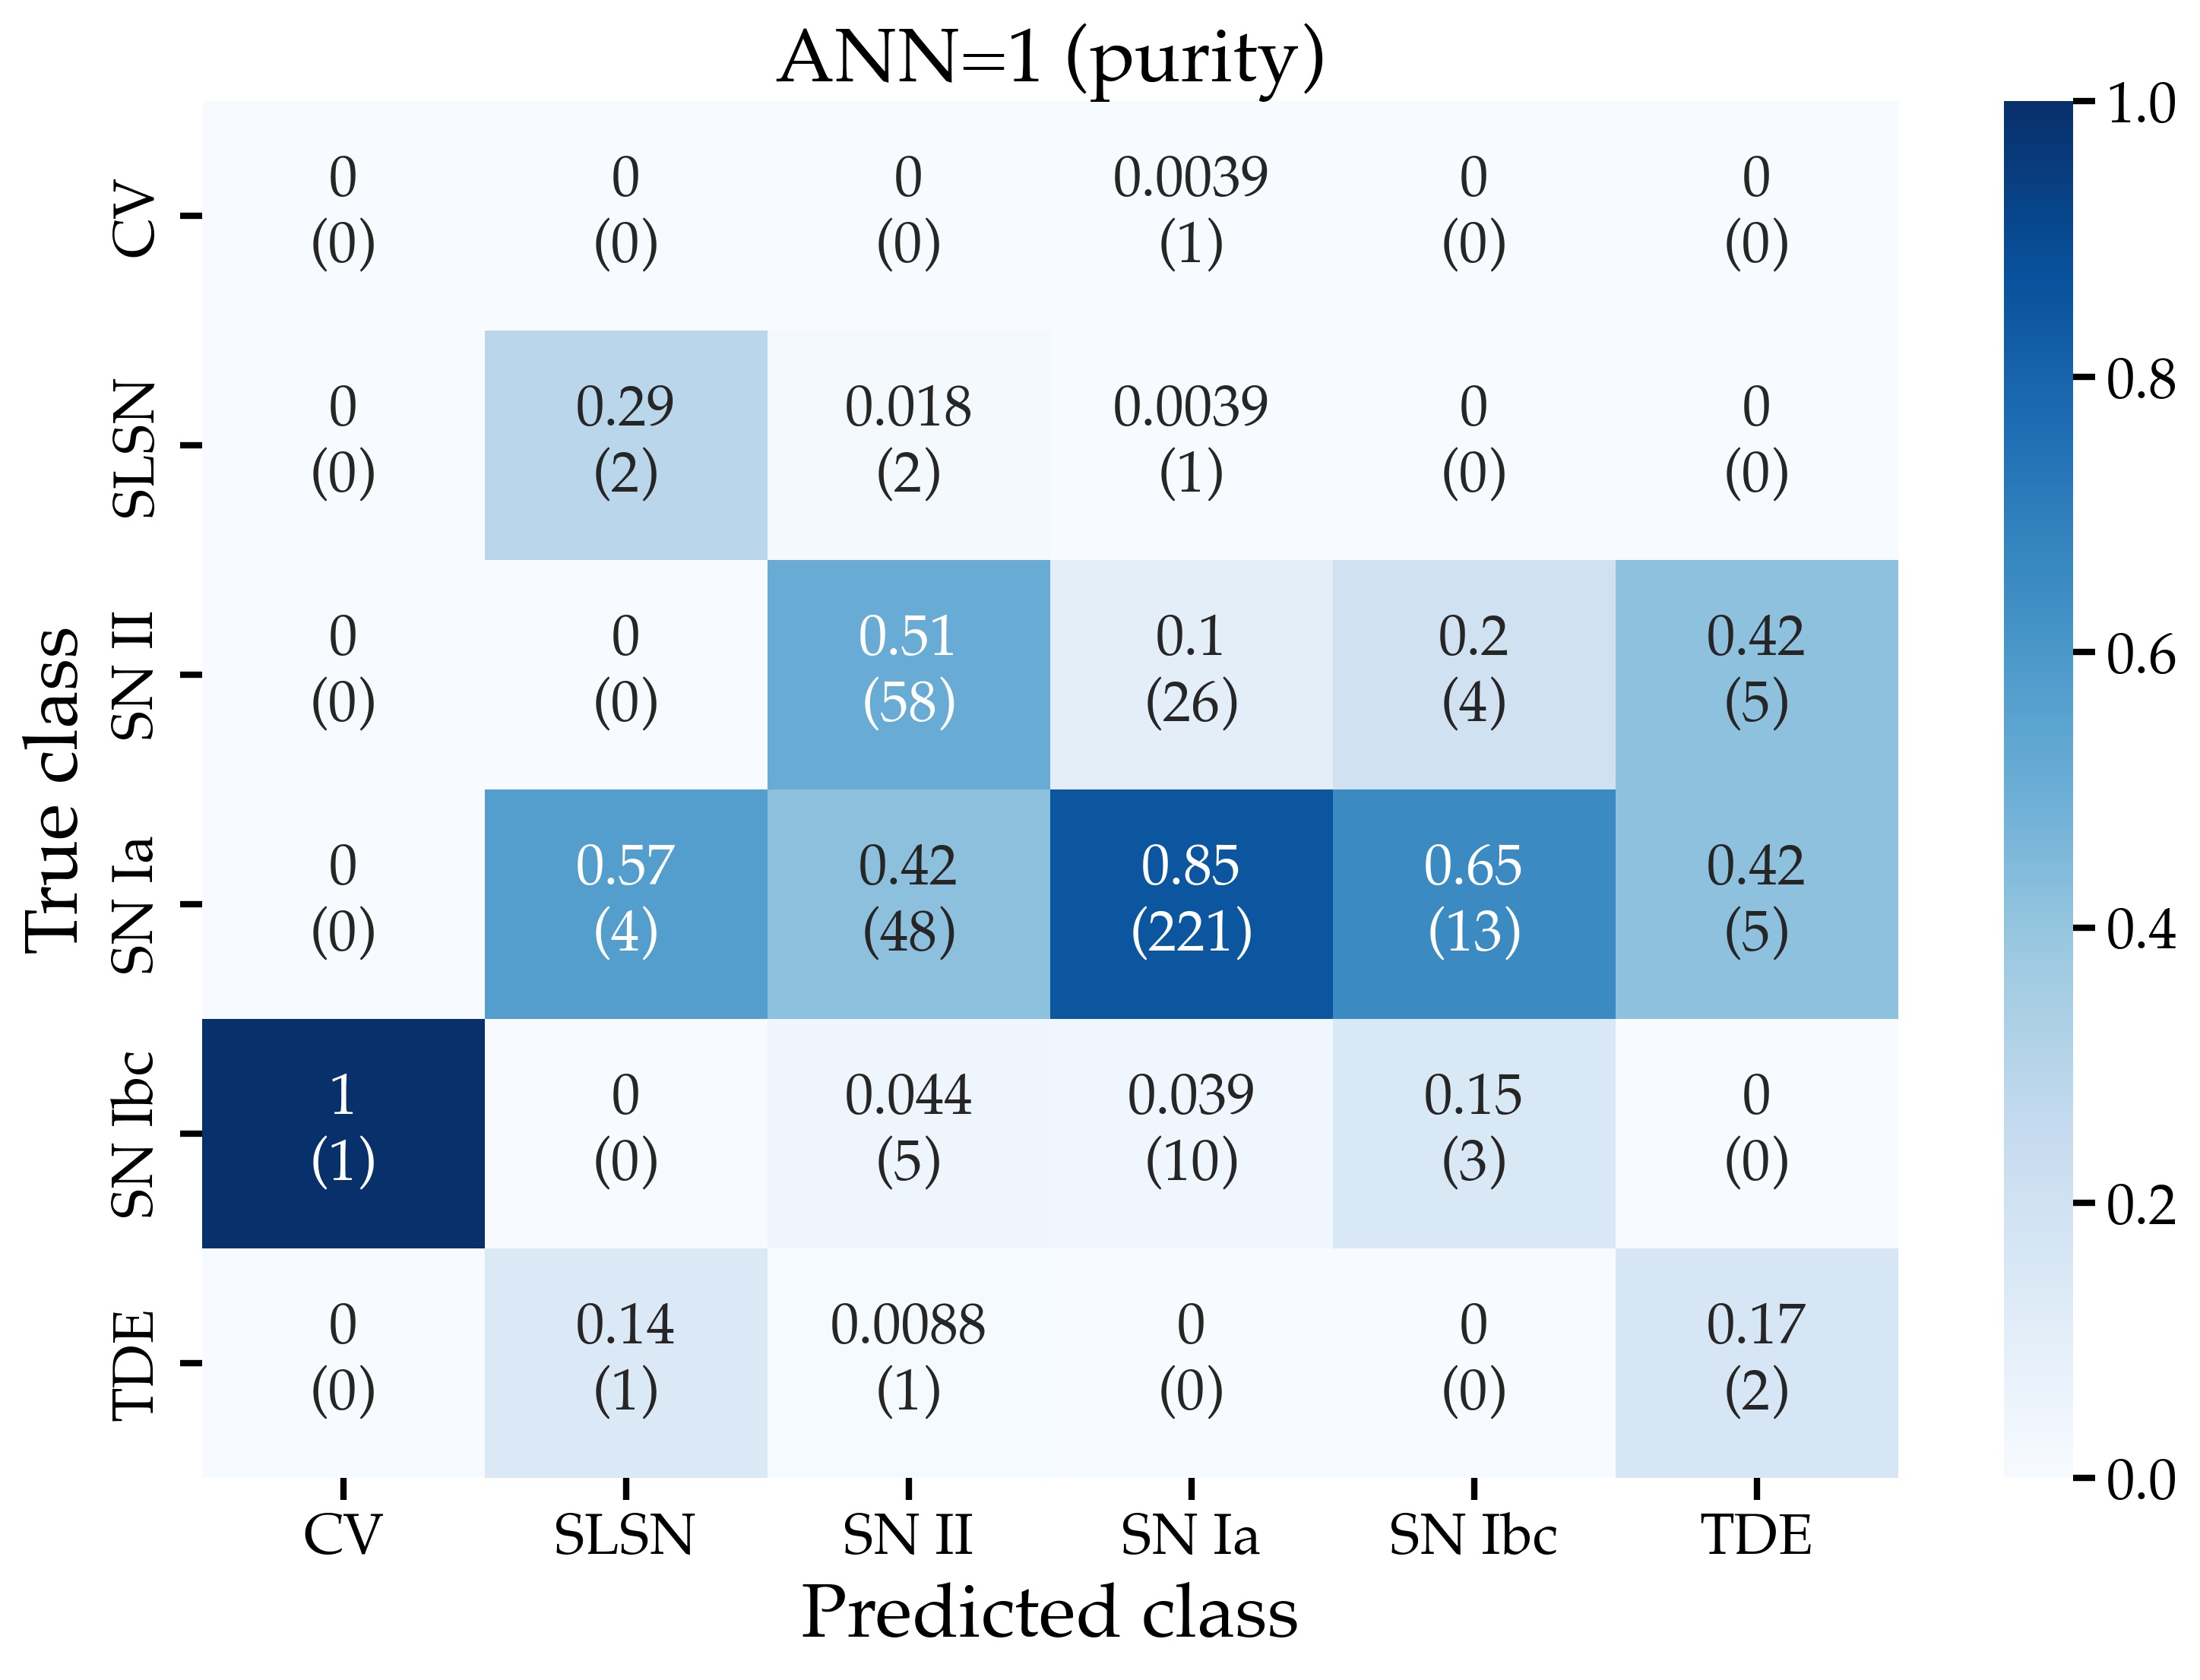 ANN=1 (purity)
True class
CV
0 0 0 0.0039 0 0
(0) (0) (0) (1) (0) (0)
SLSN
0 0.29 0.018 0.0039 0 0
(0) (2) (2) (1) (0) (0)
SN II
0 0 0.51 0.1 0.2 0.42
(0) (0) (58) (26) (4) (5)
SN Ia
0 0.57 0.42 0.85 0.65 0.42
(0) (4) (48) (221) (13) (5)
SN Ibc
1 0 0.044 0.039 0.15 0
(1) (0) (5) (10) (3) (0)
TDE
0 0.14 0.0088 0 0 0.17
(0) (1) (1) (0) (0) (2)
CV SLSN SN II SN Ia SN Ibc TDE
Predicted class
1.0
0.8
0.6
0.4
0.2
0.0